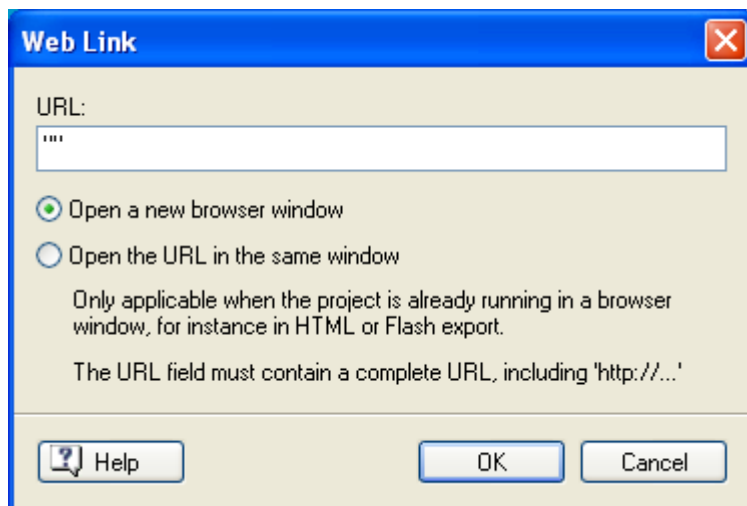 Web Link
URL:
""
Open a new browser window
Open the URL in the same window
Only applicable when the project is already running in a browser
window, for instance in HTML or Flash export.
The URL field must contain a complete URL, including 'http://...'
Help
OK
Cancel